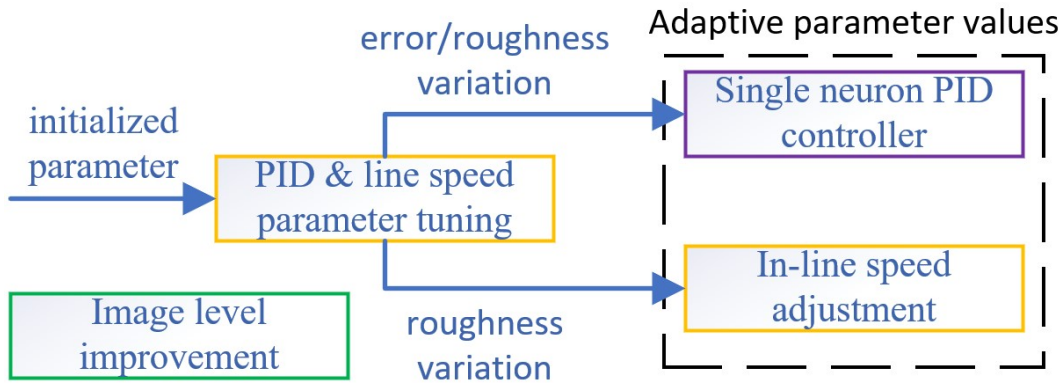 Adaptive parameter values
error/roughness
variation
Single neuron PID
controller
initialized
parameter
PID & line speed
parameter tuning
In-line speed
adjustment
Image level
improvement
roughness
variation